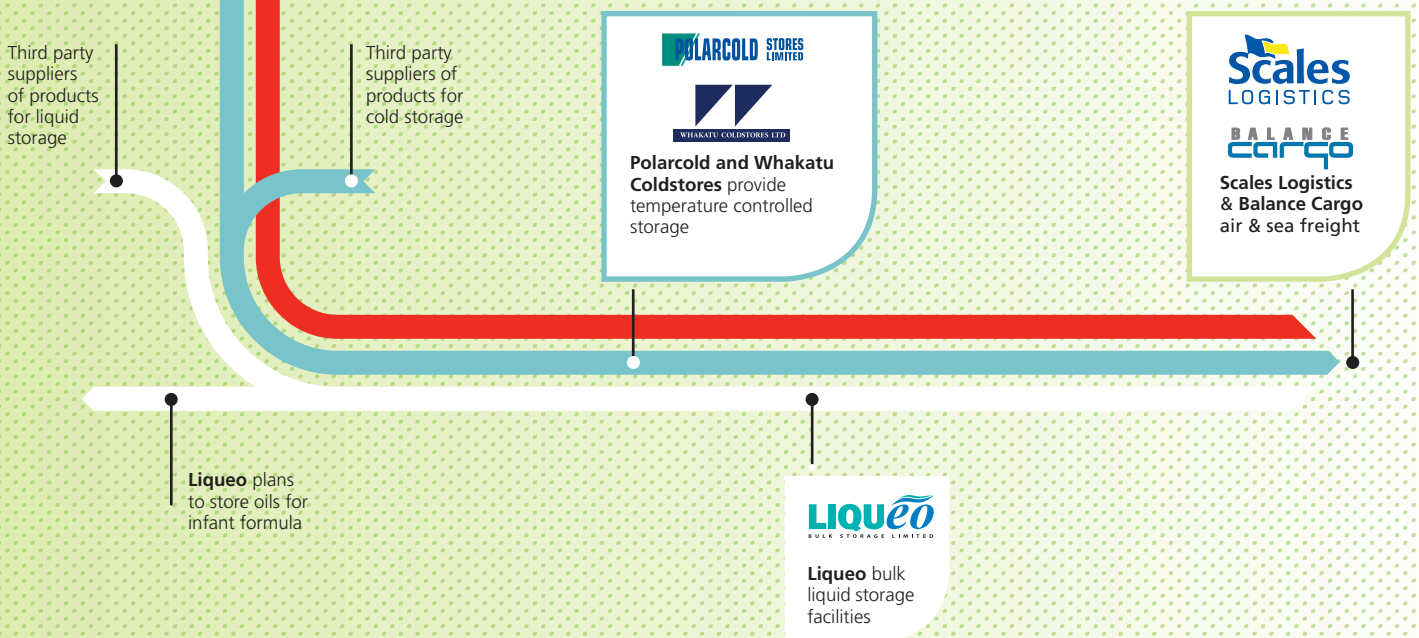 Third party
suppliers
of products
for liquid
storage
Third party
suppliers of
products for
cold storage
POLARCOLD STORES
LIMITED
WHAKATU COLDSTORES LTD
Polarcold and Whakatu
Coldstores provide
temperature controlled
storage
Scales
LOGISTICS
BALANCE
cargo
Scales Logistics
& Balance Cargo
air & sea freight
Liqueo plans
to store oils for
infant formula
LIQUEO
BULK STORAGE LIMITED
Liqueo bulk
liquid storage
facilities